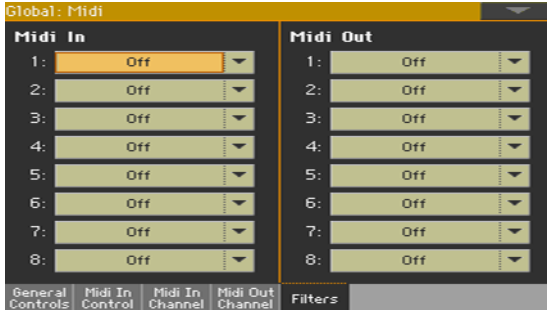 Global: Midi
Midi In
1: Off
2: Off
3: Off
4: Off
5: Off
6: Off
7: Off
8: Off
Midi Out
1: Off
2: Off
3: Off
4: Off
5: Off
6: Off
7: Off
8: Off
General Controls
Midi In Control
Midi In Channel
Midi Out Channel
Filters